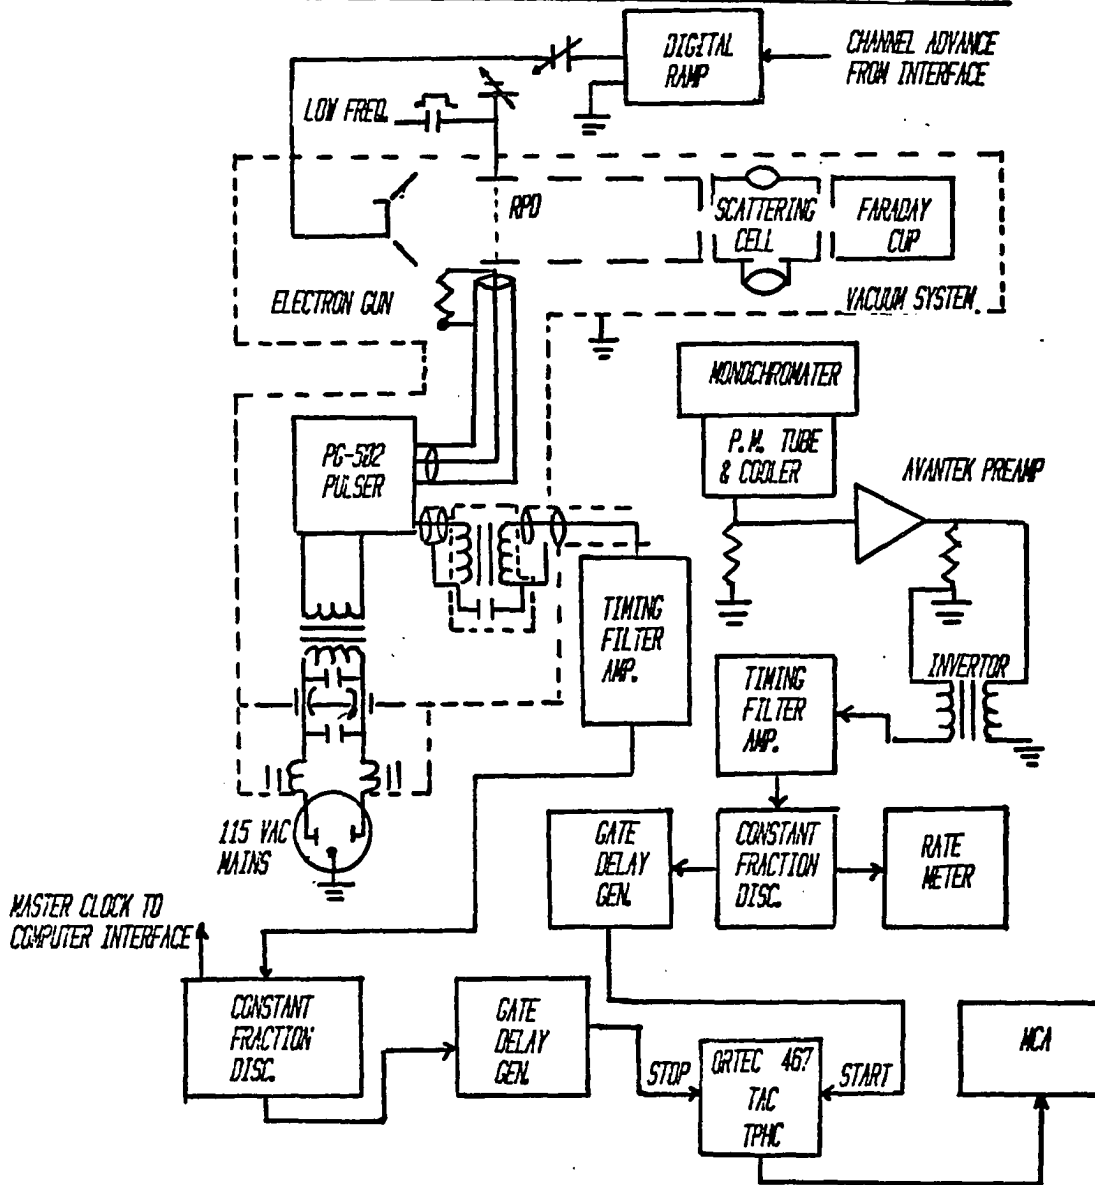 DIGITAL
RAMP
CHANNEL ADVANCE
FROM INTERFACE
LOW FREQ.
RPD
SCATTERING
CELL
FARADAY
CUP
ELECTRON GUN
VACUUM SYSTEM
MONOCHROMATER
P.M. TUBE
& COOLER
AVANTEK PREAMP
PG-502
PULSER
TIMING
FILTER
AMP.
INVERTOR
TIMING
FILTER
AMP.
115 VAC
MAINS
GATE
DELAY
GEN.
CONSTANT
FRACTION
DISC.
RATE
METER
MASTER CLOCK TO
COMPUTER INTERFACE
CONSTANT
FRACTION
DISC.
GATE
DELAY
GEN.
STOP
ORTEC 467
TAC
TPHC
START
MCA